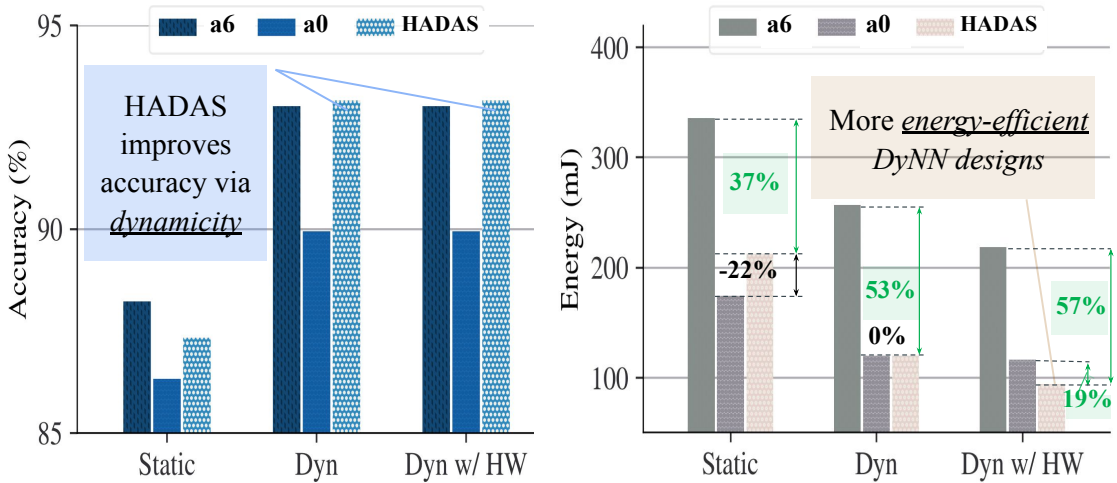 a6 a0 HADAS
95
90
85
Accuracy (%)
HADAS
improves
accuracy via
dynamicity
Static Dyn Dyn w/ HW
a6 a0 HADAS
400
300
200
100
Energy (mJ)
More energy-efficient
DyNN designs
37%
-22%
53%
0%
57%
19%
Static Dyn Dyn w/ HW